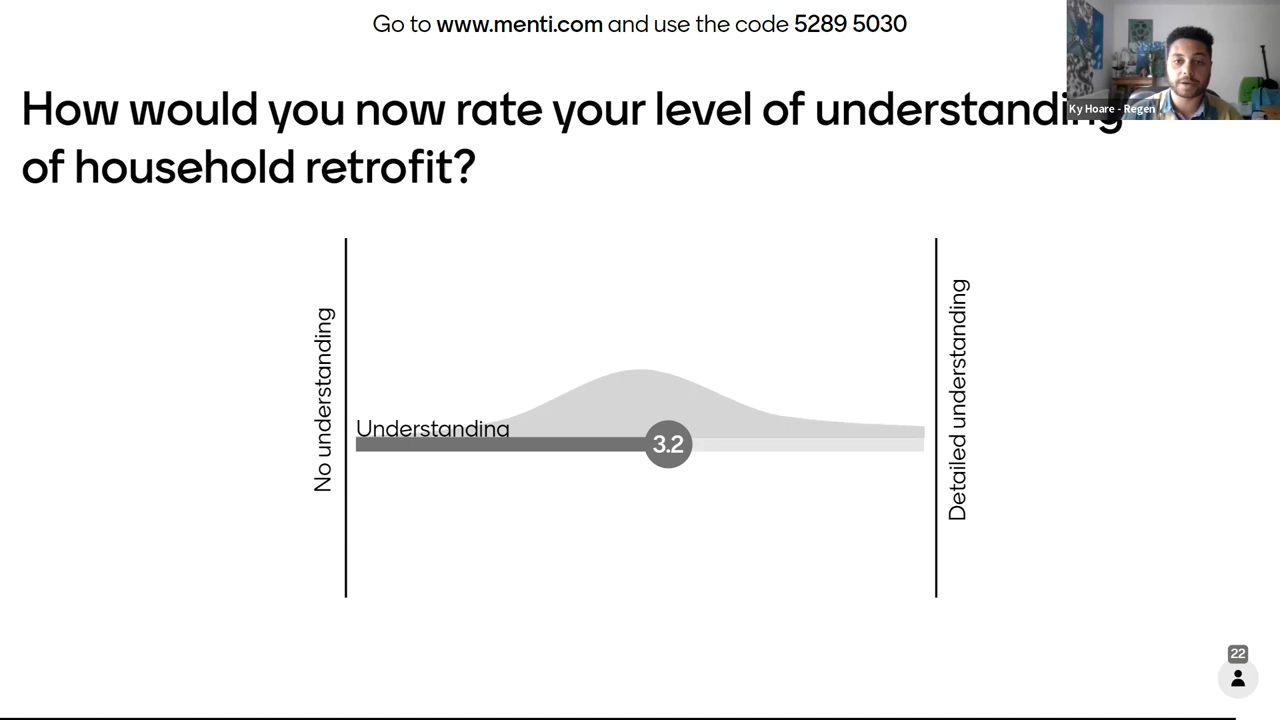 Go to www.menti.com and use the code 5289 5030
Ky Hoare - Regen
How would you now rate your level of understanding
of household retrofit?
No understanding
Understanding
3.2
Detailed understanding
22